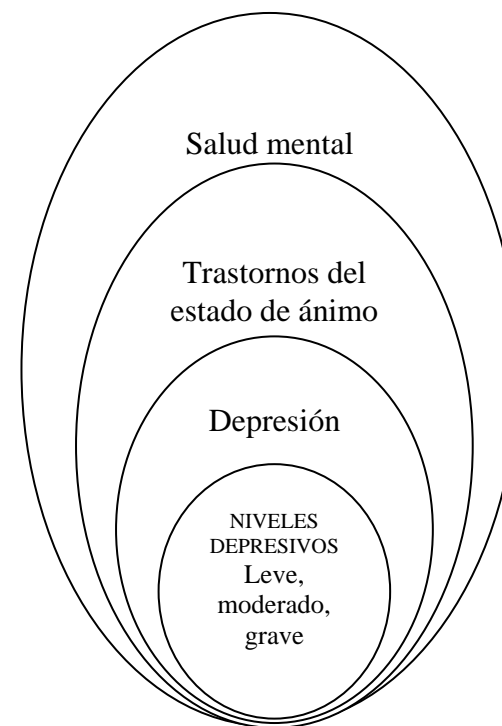 Salud mental
Trastornos del
estado de ánimo
Depresión
NIVELES
DEPRESIVOS
Leve,
moderado,
grave